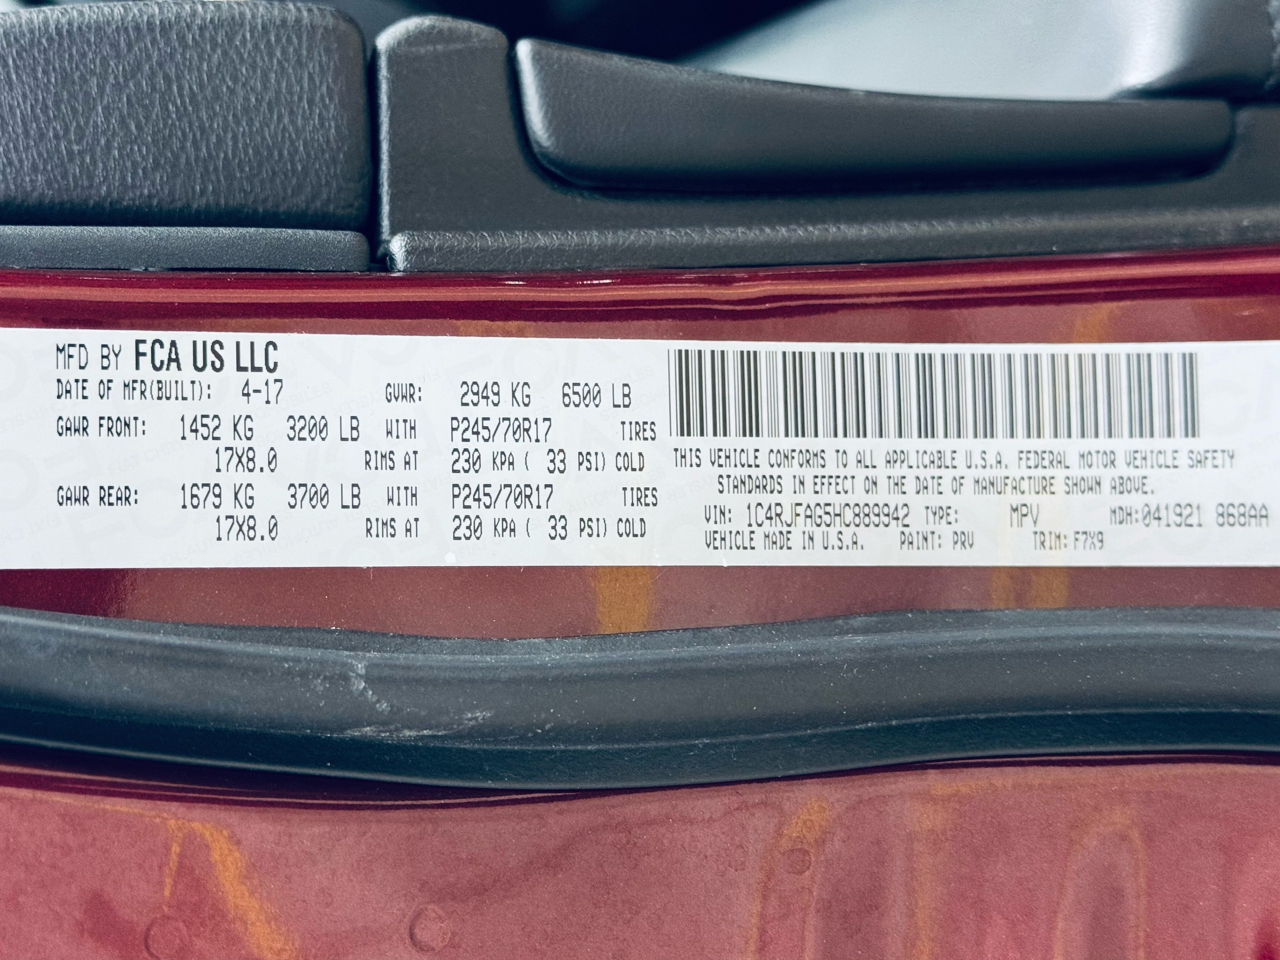 MFD BY FCA US LLC
DATE OF MFR(BUILT): 4-17 GVWR: 2949 KG 6500 LB
GAWR FRONT: 1452 KG 3200 LB WITH P245/70R17 TIRES
17X8.0 RIMS AT 230 KPA ( 33 PSI) COLD
GAWR REAR: 1679 KG 3700 LB WITH P245/70R17 TIRES
17X8.0 RIMS AT 230 KPA ( 33 PSI) COLD
THIS VEHICLE CONFORMS TO ALL APPLICABLE U.S.A. FEDERAL MOTOR VEHICLE SAFETY
STANDARDS IN EFFECT ON THE DATE OF MANUFACTURE SHOWN ABOVE.
VIN: 1C4RJFAG5HC889942 TYPE: MPV MDH:041921 868AA
VEHICLE MADE IN U.S.A. PAINT: PRV TRIM: F7X9